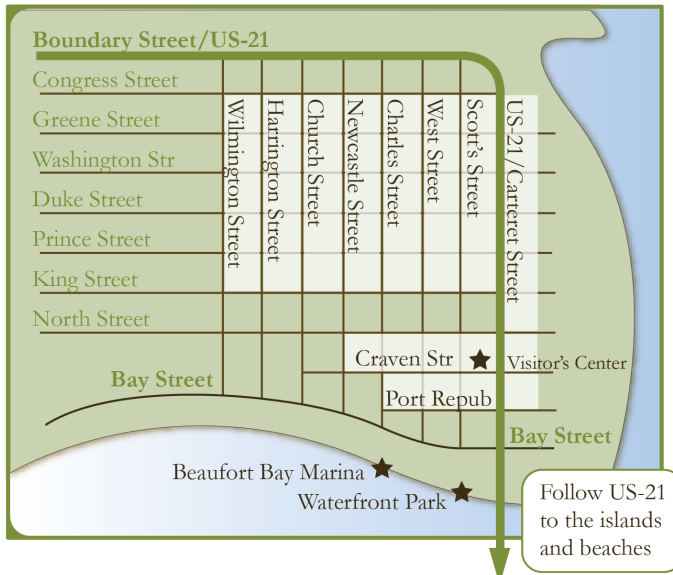 Boundary Street/US-21
Congress Street
Greene Street
Washington Str
Duke Street
Prince Street
King Street
North Street
Wilmington Street
Harrington Street
Church Street
Newcastle Street
Charles Street
West Street
Scott's Street
US-21/Carteret Street
Craven Str
Visitor's Center
Bay Street
Port Repub
Bay Street
Beaufort Bay Marina
Waterfront Park
Follow US-21
to the islands
and beaches